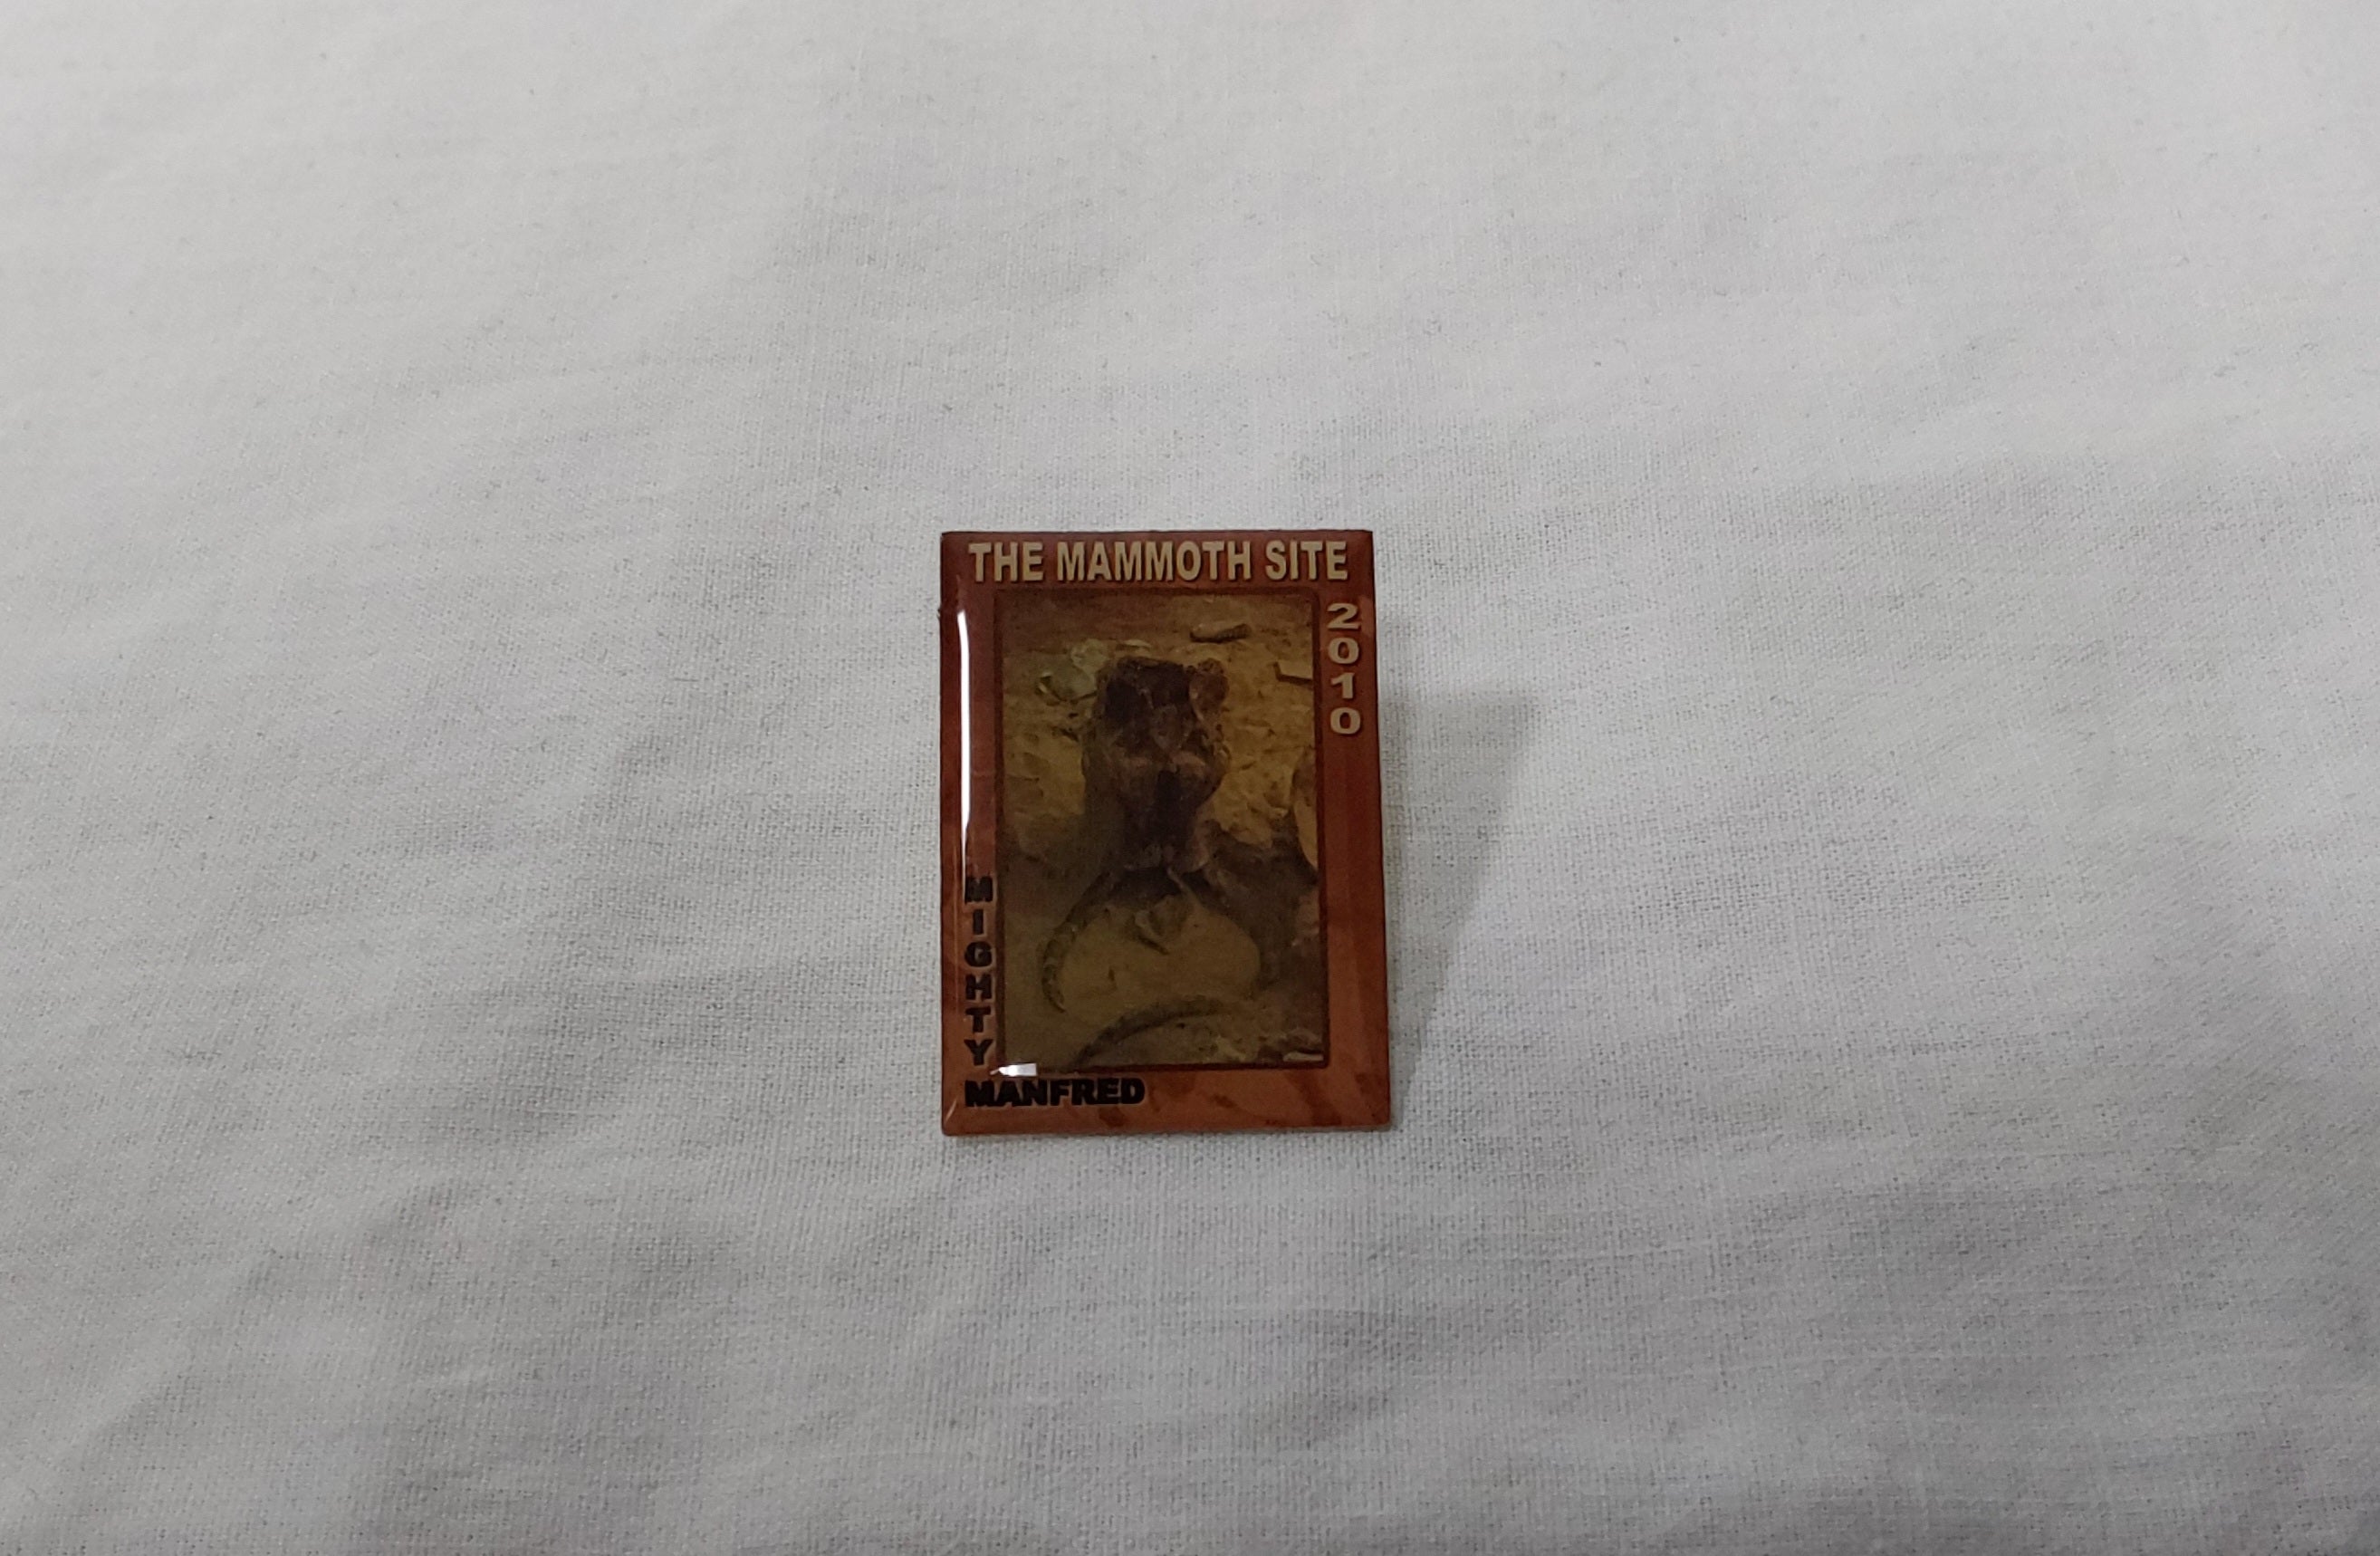 THE MAMMOTH SITE
2010
MIGHTY
MANFRED